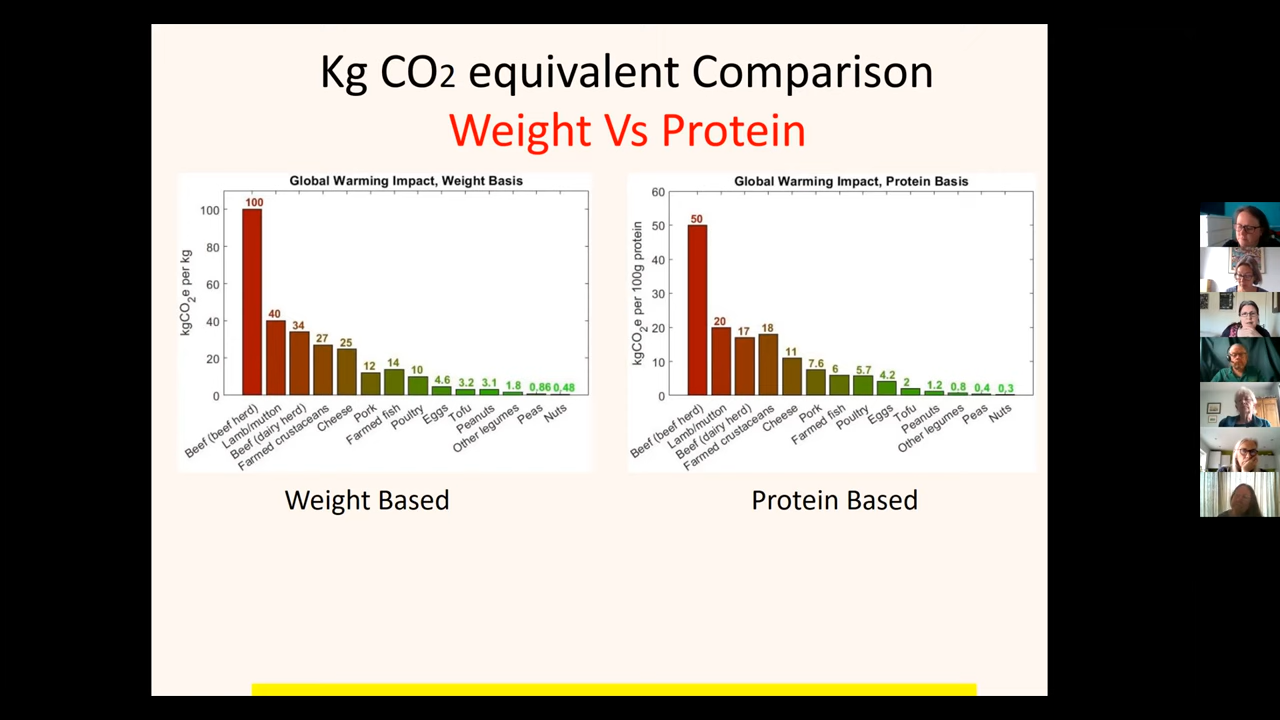 Kg CO2 equivalent Comparison
Weight Vs Protein
Global Warming Impact, Weight Basis
kgCO2e per kg
100
80
60
40
20
0
100
40
34
27
25
12
14
10
4.6
3.2
3.1
1.8
0,86
0,48
Beef (beef herd)
Lamb/mutton
Beef (dairy herd)
Farmed crustaceans
Cheese
Pork
Farmed fish
Poultry
Eggs
Tofu
Peanuts
Other legumes
Peas
Nuts
Weight Based
Global Warming Impact, Protein Basis
kgCO2e per 100g protein
60
50
40
30
20
10
0
50
20
17
18
11
7.6
6
5.7
4.2
2
1.2
0.8
0.4
0,3
Beef (beef herd)
Lamb/mutton
Beef (dairy herd)
Farmed crustaceans
Cheese
Pork
Farmed fish
Poultry
Eggs
Tofu
Peanuts
Other legumes
Peas
Nuts
Protein Based